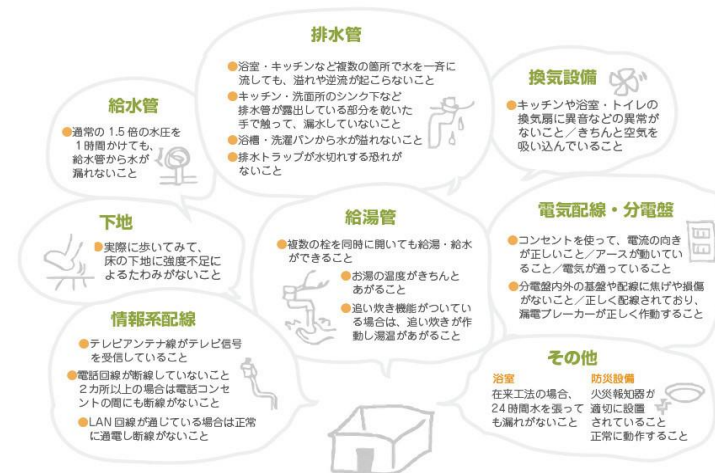 排水管
●浴室・キッチンなど複数の箇所で水を一斉に
流しても、溢れや逆流が起こらないこと
●キッチン・洗面所のシンク下など
排水管が露出している部分を乾いた
手で触って、漏水していないこと
●浴槽・洗濯パンから水が溢れないこと
●排水トラップが水切れする恐れが
ないこと
換気設備
●キッチンや浴室・トイレの
換気扇に異音などの異常が
ないこと／きちんと空気を
吸い込んでいること
給水管
●通常の 1.5 倍の水圧を
1 時間かけても、
給水管から水が
漏れないこと
下地
●実際に歩いてみて、
床の下地に強度不足に
よるたわみがないこと
給湯管
●複数の栓を同時に開いても給湯・給水
ができること
●お湯の温度がきちんと
あがること
●追い炊き機能がついてい
る場合は、追い炊きが作
動し湯温があがること
電気配線・分電盤
●コンセントを使って、電流の向き
が正しいこと／アースが動いてい
ること／電気が通っていること
●分電盤内外の基盤や配線に焦げや損傷
がないこと／正しく配線されており、
漏電ブレーカーが正しく作動すること
情報系配線
●テレビアンテナ線がテレビ信号
を受信していること
●電話回線が断線していないこと
2 カ所以上の場合は電話コンセ
ントの間にも断線がないこと
●LAN 回線が通じている場合は正常
に通電し断線がないこと
その他
浴室
在来工法の場合、
24 時間水を張って
も漏れがないこと
防災設備
火災報知器が
適切に設置
されていること
正常に動作すること